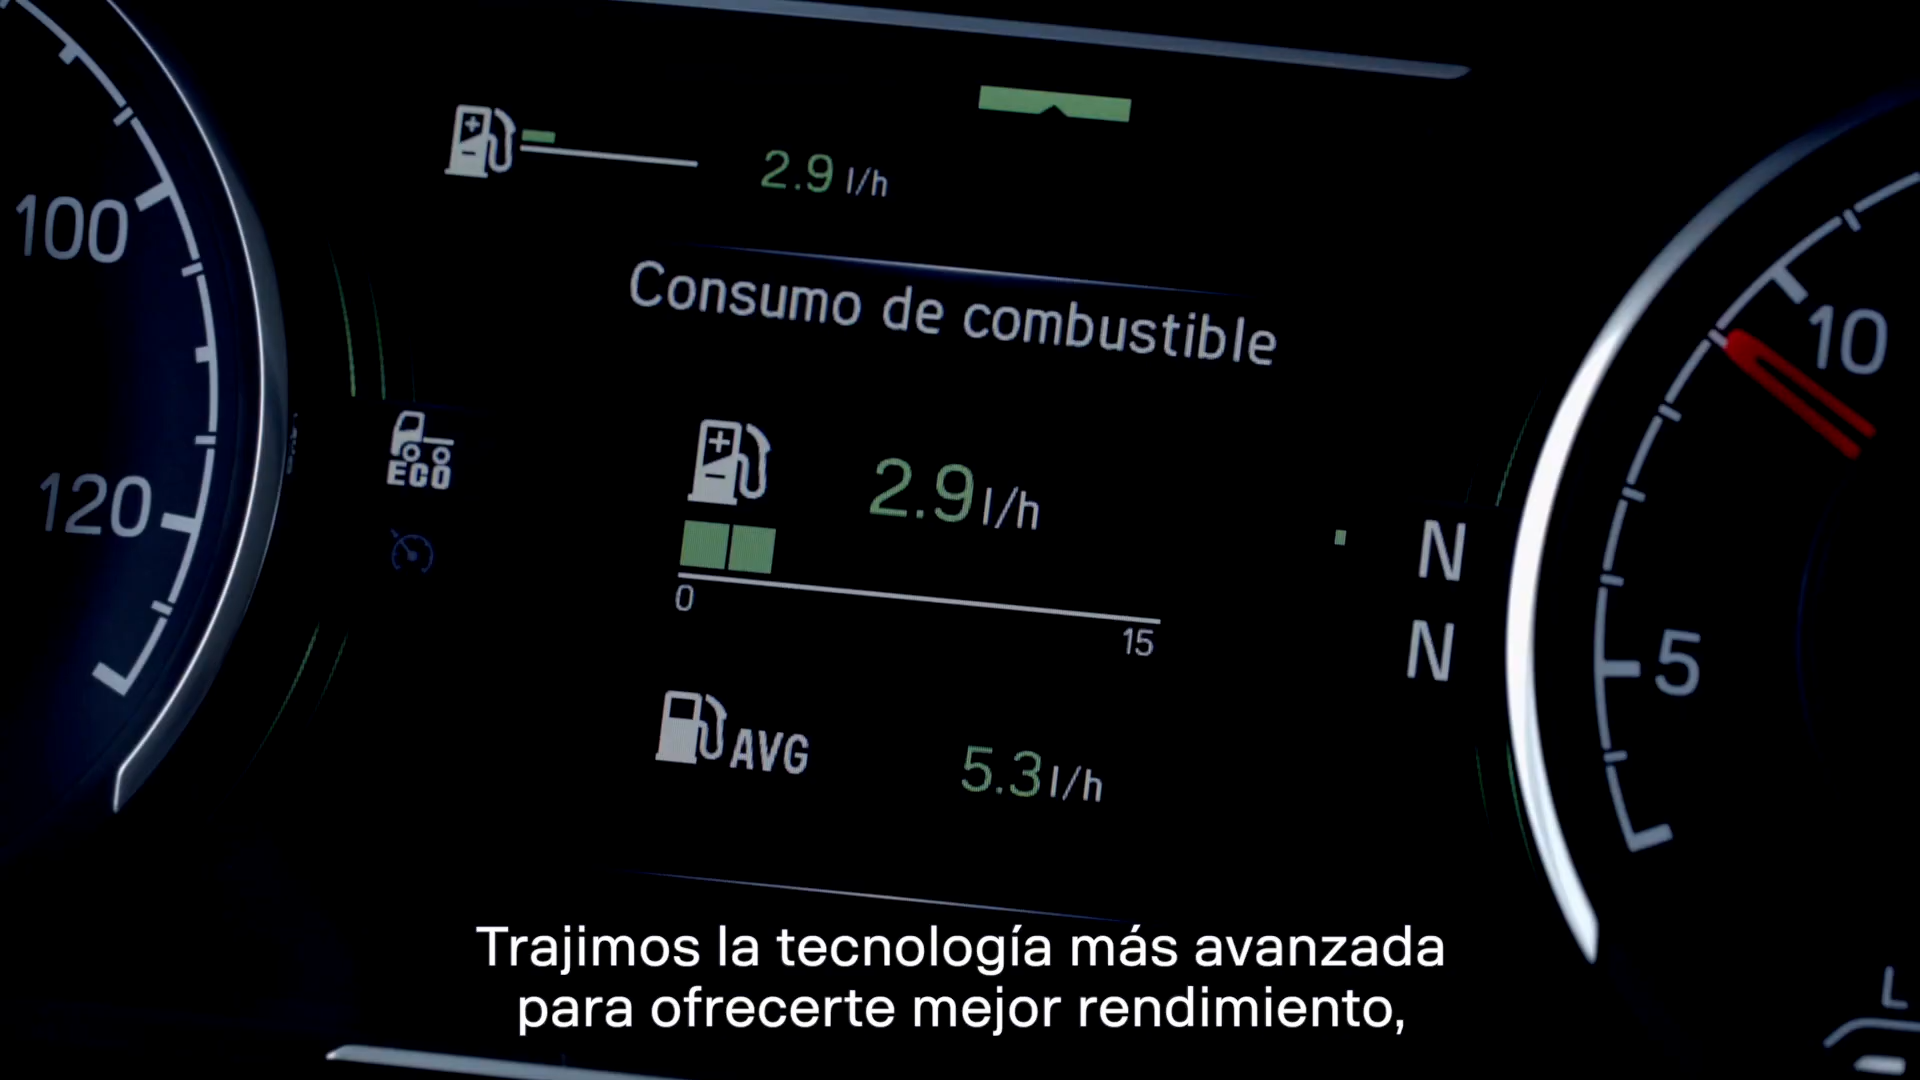 2.9 l/h
Consumo de combustible
100
10
ECO
2.9 l/h
120
N
0
15
N
5
AVG
5.3 l/h
Trajimos la tecnología más avanzada
para ofrecerte mejor rendimiento,
L